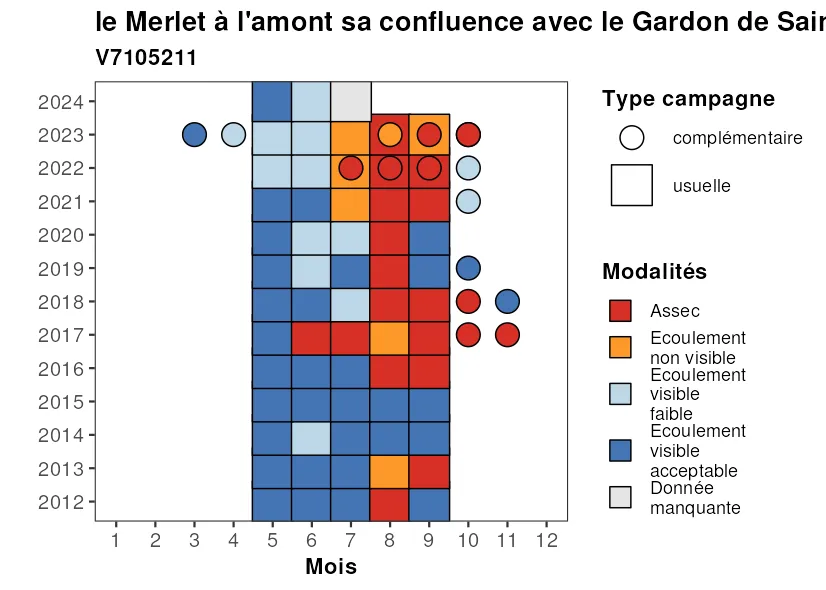 le Merlet à l'amont sa confluence avec le Gardon de Sain
V7105211
2024
2023
2022
2021
2020
2019
2018
2017
2016
2015
2014
2013
2012
1 2 3 4 5 6 7 8 9 10 11 12
Mois
Type campagne
complémentaire
usuelle
Modalités
Assec
Ecoulement
non visible
Ecoulement
visible
faible
Ecoulement
visible
acceptable
Donnée
manquante